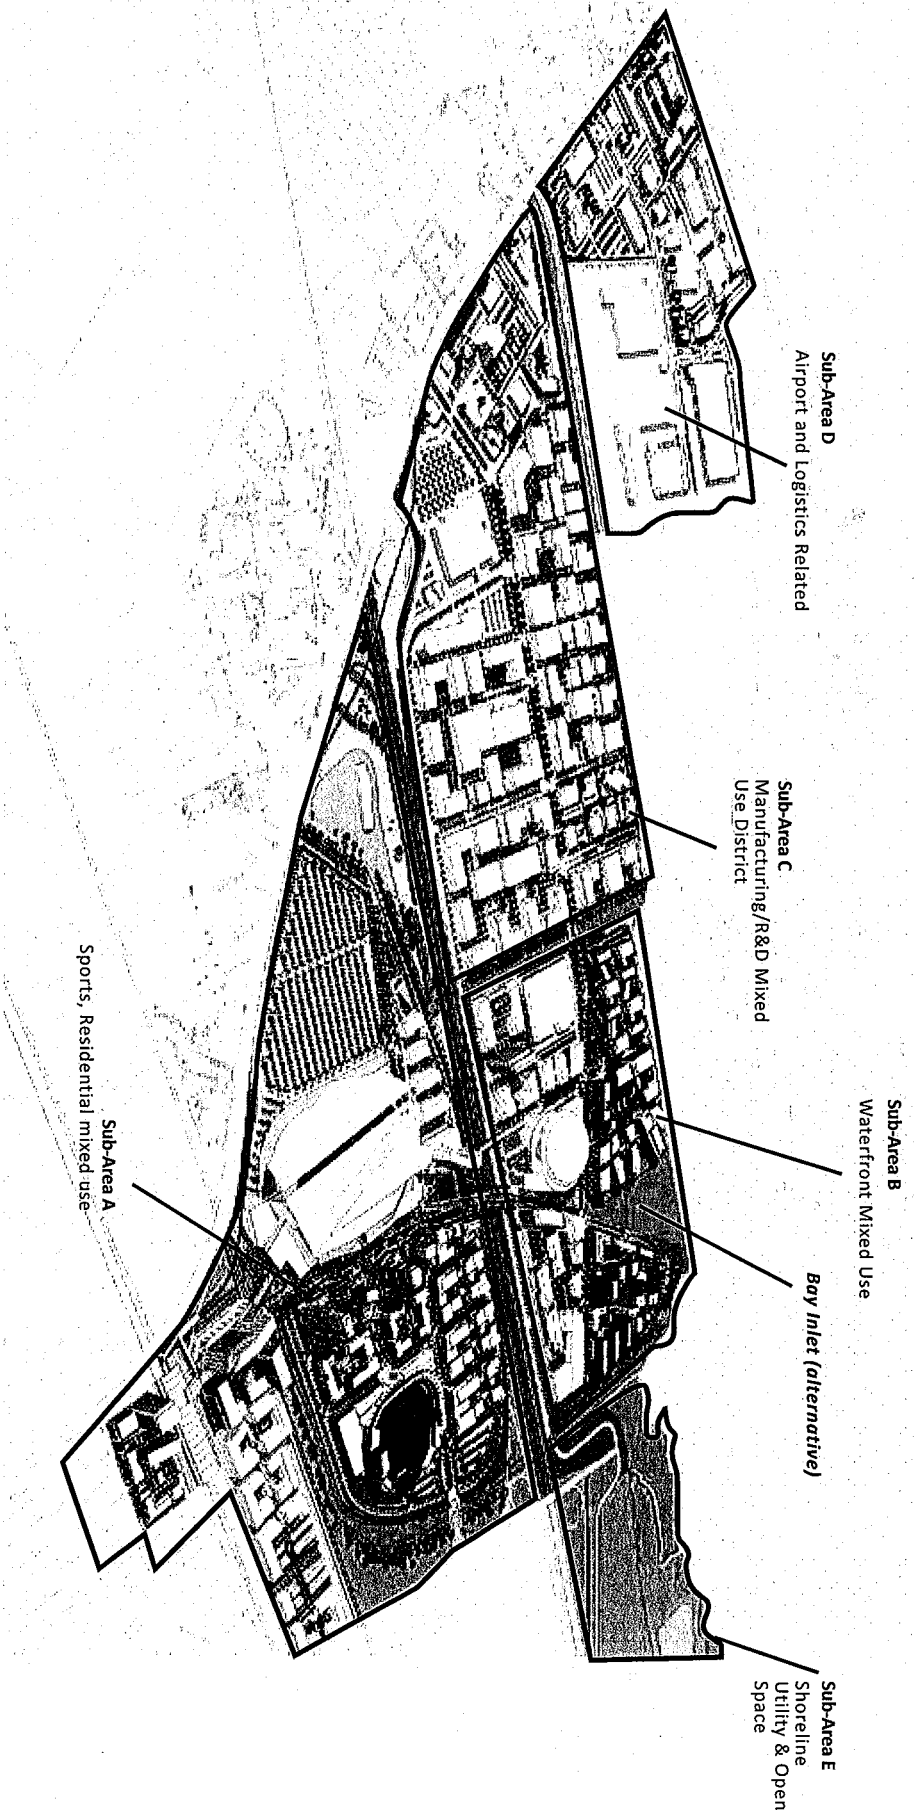 Sub-Area D
Airport and Logistics Related
Sub-Area C
Manufacturing/R&D Mixed
Use District
Sub-Area B
Waterfront Mixed Use
Bay Inlet (alternative)
Sub-Area A
Sports, Residential mixed use
Sub-Area E
Shoreline
Utility & Open
Space